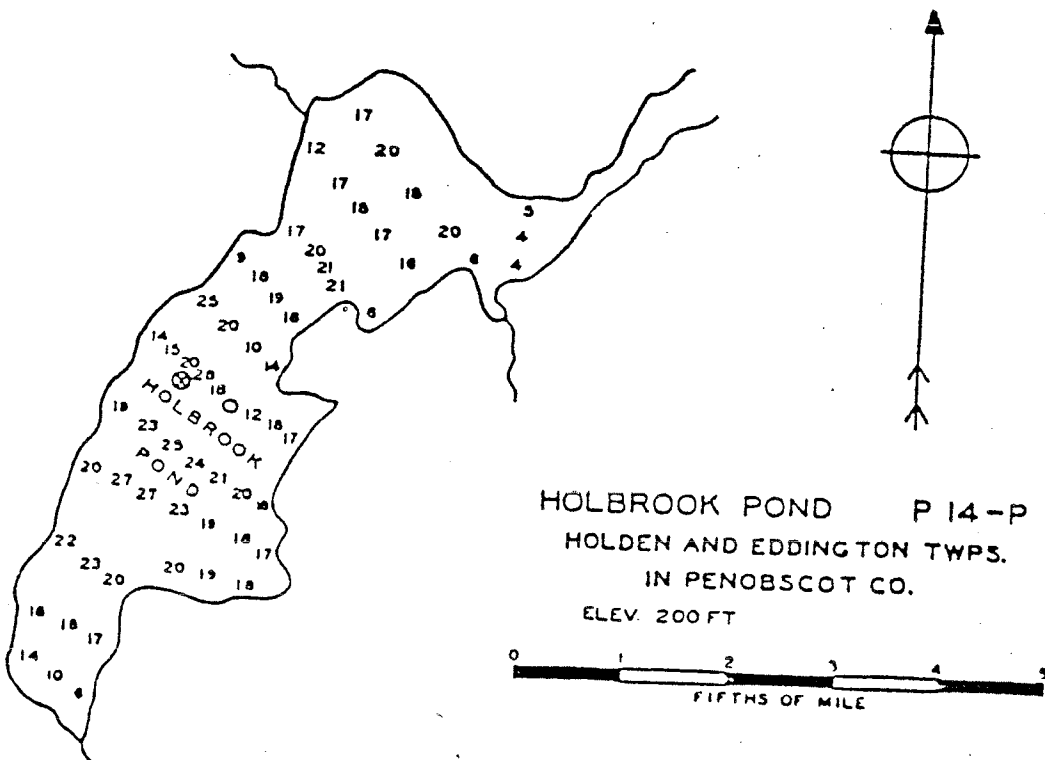 17
12 20
17 18
18 5
17 17 20 4
20
9 21 16 6 4
18 21
25 19 6
18
20
14 10
15 14
20
28
18
HOLBROOK
19 12
23 18
17
25
POND
20 24
27 21
27 20 18
23
19
22 18
17
23 20 19
20 18
16
18
17
14
10
6
HOLBROOK POND P 14-P
HOLDEN AND EDDINGTON TWPS.
IN PENOBSCOT CO.
ELEV. 200 FT
0 1 2 3 4 5
FIFTHS OF MILE